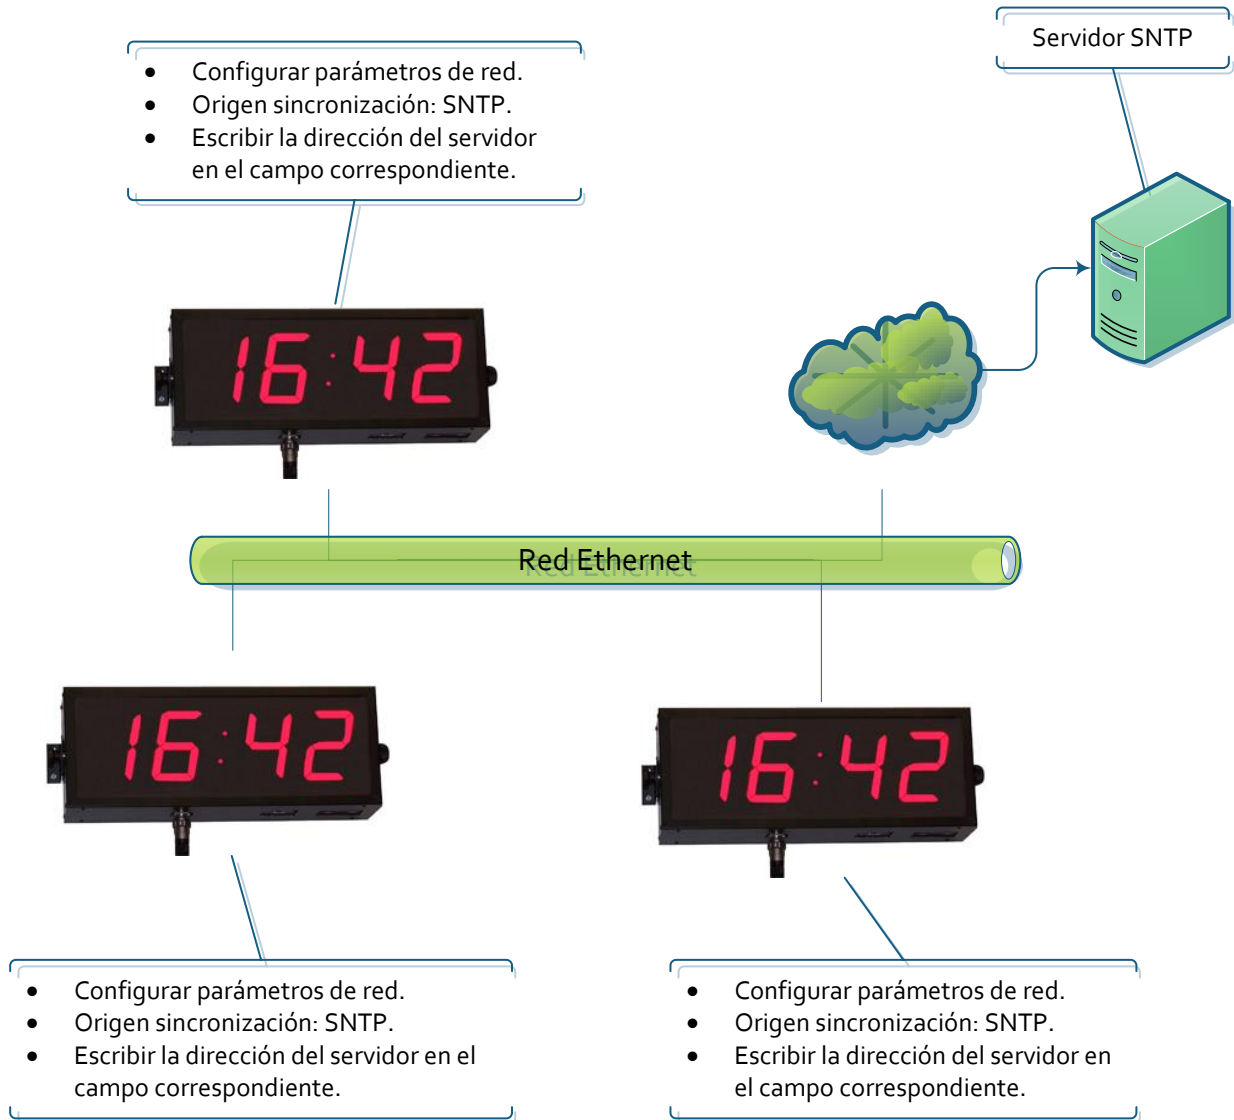 Servidor SNTP
• Configurar parámetros de red.
• Origen sincronización: SNTP.
• Escribir la dirección del servidor
en el campo correspondiente.
16:42
Red Ethernet
16:42
16:42
• Configurar parámetros de red.
• Origen sincronización: SNTP.
• Escribir la dirección del servidor en el
campo correspondiente.
• Configurar parámetros de red.
• Origen sincronización: SNTP.
• Escribir la dirección del servidor en
el campo correspondiente.